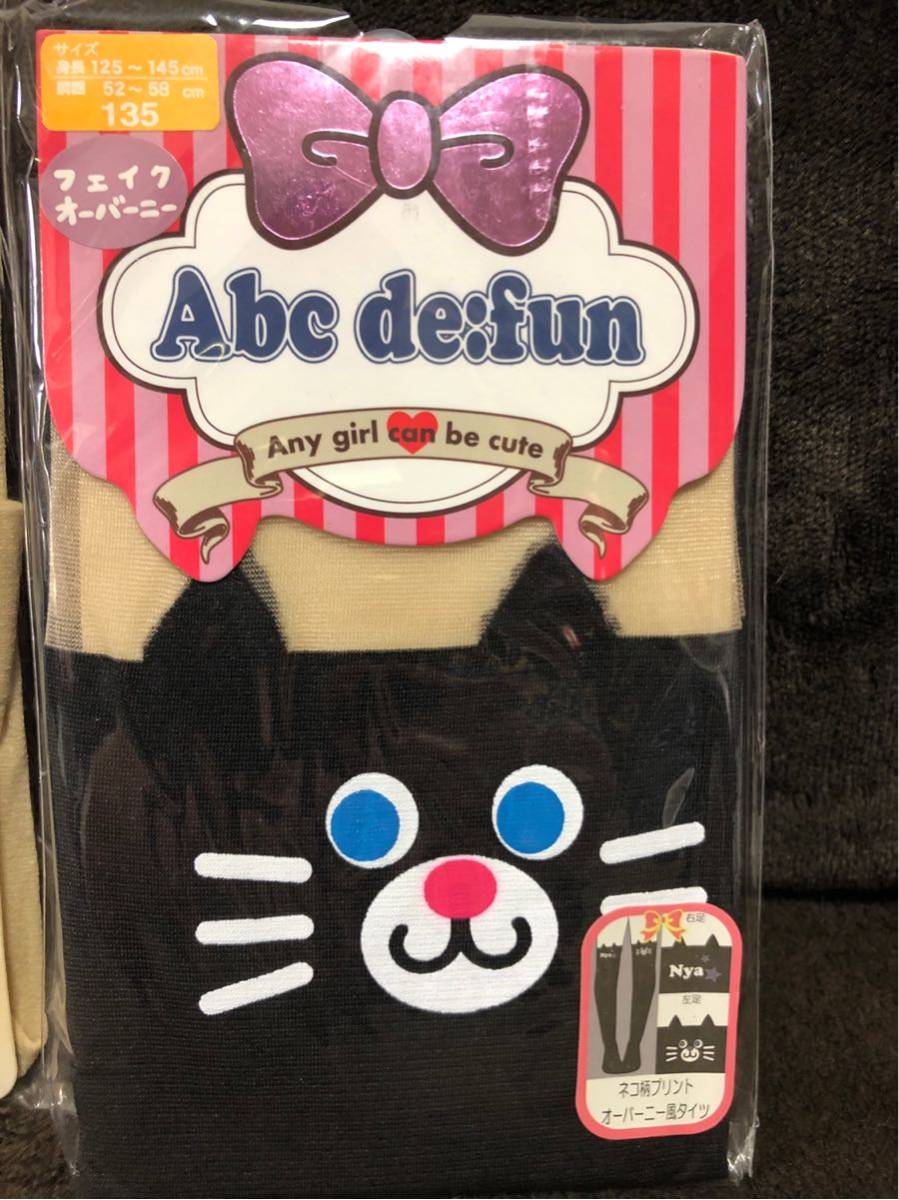 サイズ
身長 125～145cm
胴囲 52～58 cm
135
フェイク
オーバーニー
Abc de:fun
Any girl can be cute
右足
Nya
左足
ネコ柄プリント
オーバーニー風タイツ